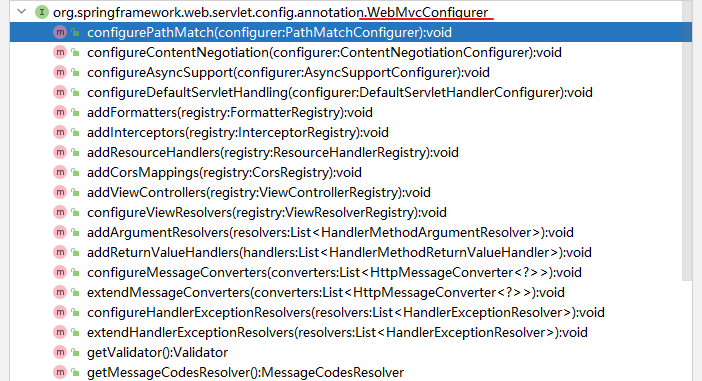 org.springframework.web.servlet.config.annotation.WebMvcConfigurer
configurePathMatch(configurer:PathMatchConfigurer):void
configureContentNegotiation(configurer:ContentNegotiationConfigurer):void
configureAsyncSupport(configurer:AsyncSupportConfigurer):void
configureDefaultServletHandling(configurer:DefaultServletHandlerConfigurer):void
addFormatters(registry:FormatterRegistry):void
addInterceptors(registry:InterceptorRegistry):void
addResourceHandlers(registry:ResourceHandlerRegistry):void
addCorsMappings(registry:CorsRegistry):void
addViewControllers(registry:ViewControllerRegistry):void
configureViewResolvers(registry:ViewResolverRegistry):void
addArgumentResolvers(resolvers:List<HandlerMethodArgumentResolver>):void
addReturnValueHandlers(handlers:List<HandlerMethodReturnValueHandler>):void
configureMessageConverters(converters:List<HttpMessageConverter<?>>):void
extendMessageConverters(converters:List<HttpMessageConverter<?>>):void
configureHandlerExceptionResolvers(resolvers:List<HandlerExceptionResolver>):void
extendHandlerExceptionResolvers(resolvers:List<HandlerExceptionResolver>):void
getValidator():Validator
getMessageCodesResolver():MessageCodesResolver